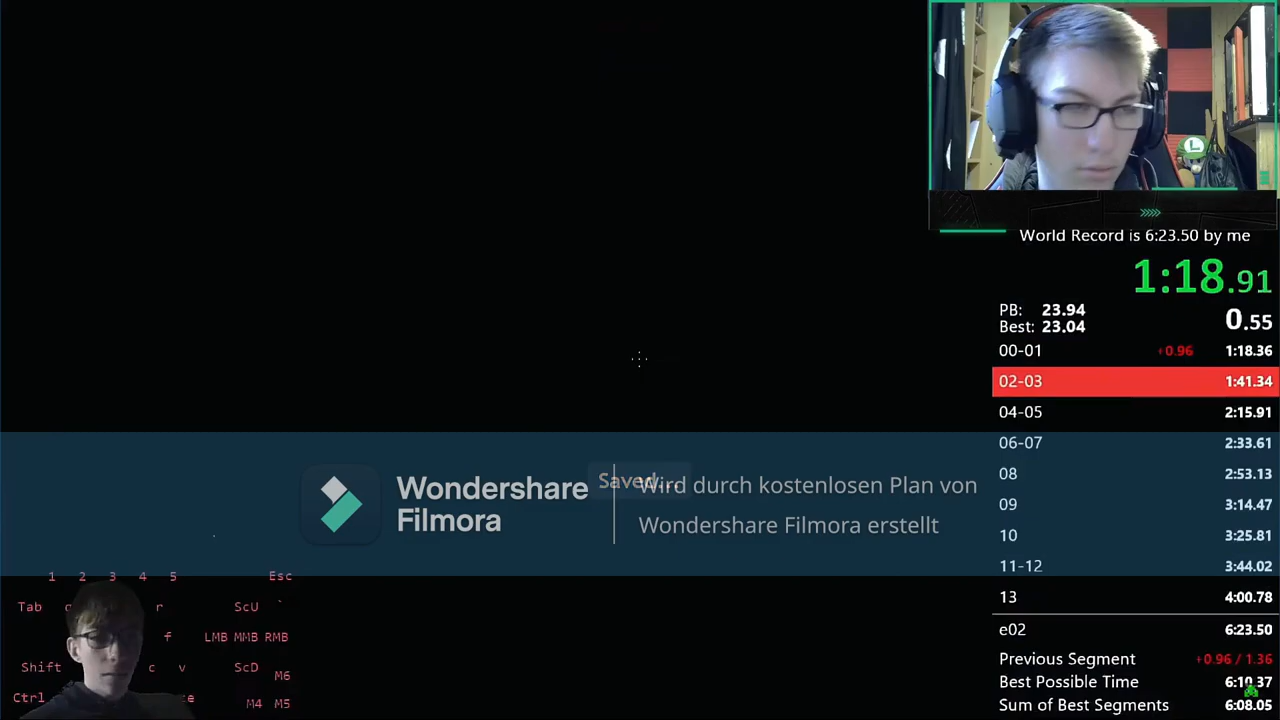 World Record is 6:23.50 by me
1:18.91
PB: 23.94
Best: 23.04
0.55
00-01 +0.96 1:18.36
02-03 1:41.34
04-05 2:15.91
06-07 2:33.61
08 2:53.13
09 3:14.47
10 3:25.81
11-12 3:44.02
13 4:00.78
e02 6:23.50
Previous Segment +0.96 / 1.36
Best Possible Time 6:10.37
Sum of Best Segments 6:08.05
Wondershare
Filmora
Saved...
Wird durch kostenlosen Plan von
Wondershare Filmora erstellt
1 2 3 4 5 Esc
Tab r ScU `
f LMB MMB RMB
Shift c v ScD M6
Ctrl M4 M5
L